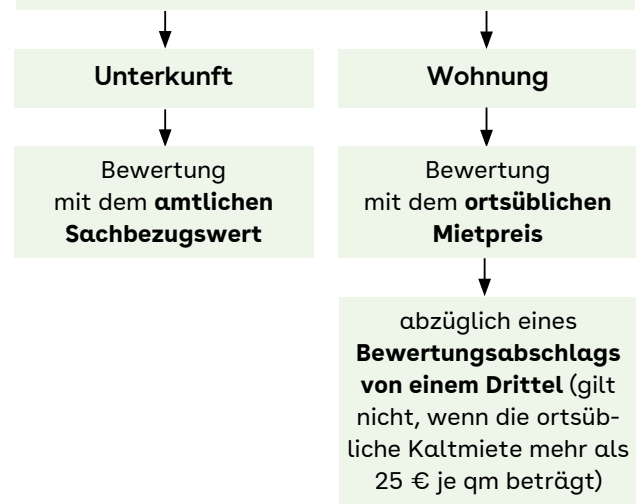 Unterkunft
Wohnung
Bewertung
mit dem amtlichen
Sachbezugswert
Bewertung
mit dem ortsüblichen
Mietpreis
abzüglich eines
Bewertungsabschlags
von einem Drittel (gilt
nicht, wenn die ortsüb-
liche Kaltmiete mehr als
25 € je qm beträgt)